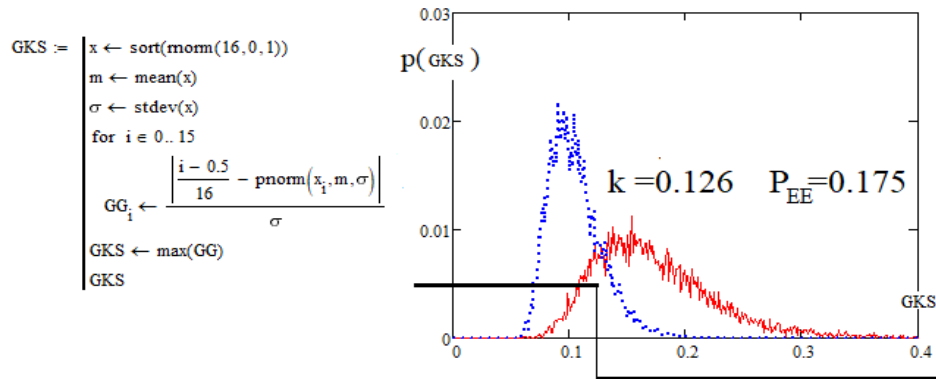 GKS := x ← sort(rnorm(16, 0, 1))
m ← mean(x)
σ ← stdev(x)
for i ∈ 0.. 15
GG_i ← | (i − 0.5)/16 − pnorm(x_i, m, σ) | / σ
GKS ← max(GG)
GKS
0.03
p(GKS)
0.02
k =0.126 P_EE=0.175
0.01
GKS
0
0 0.1 0.2 0.3 0.4